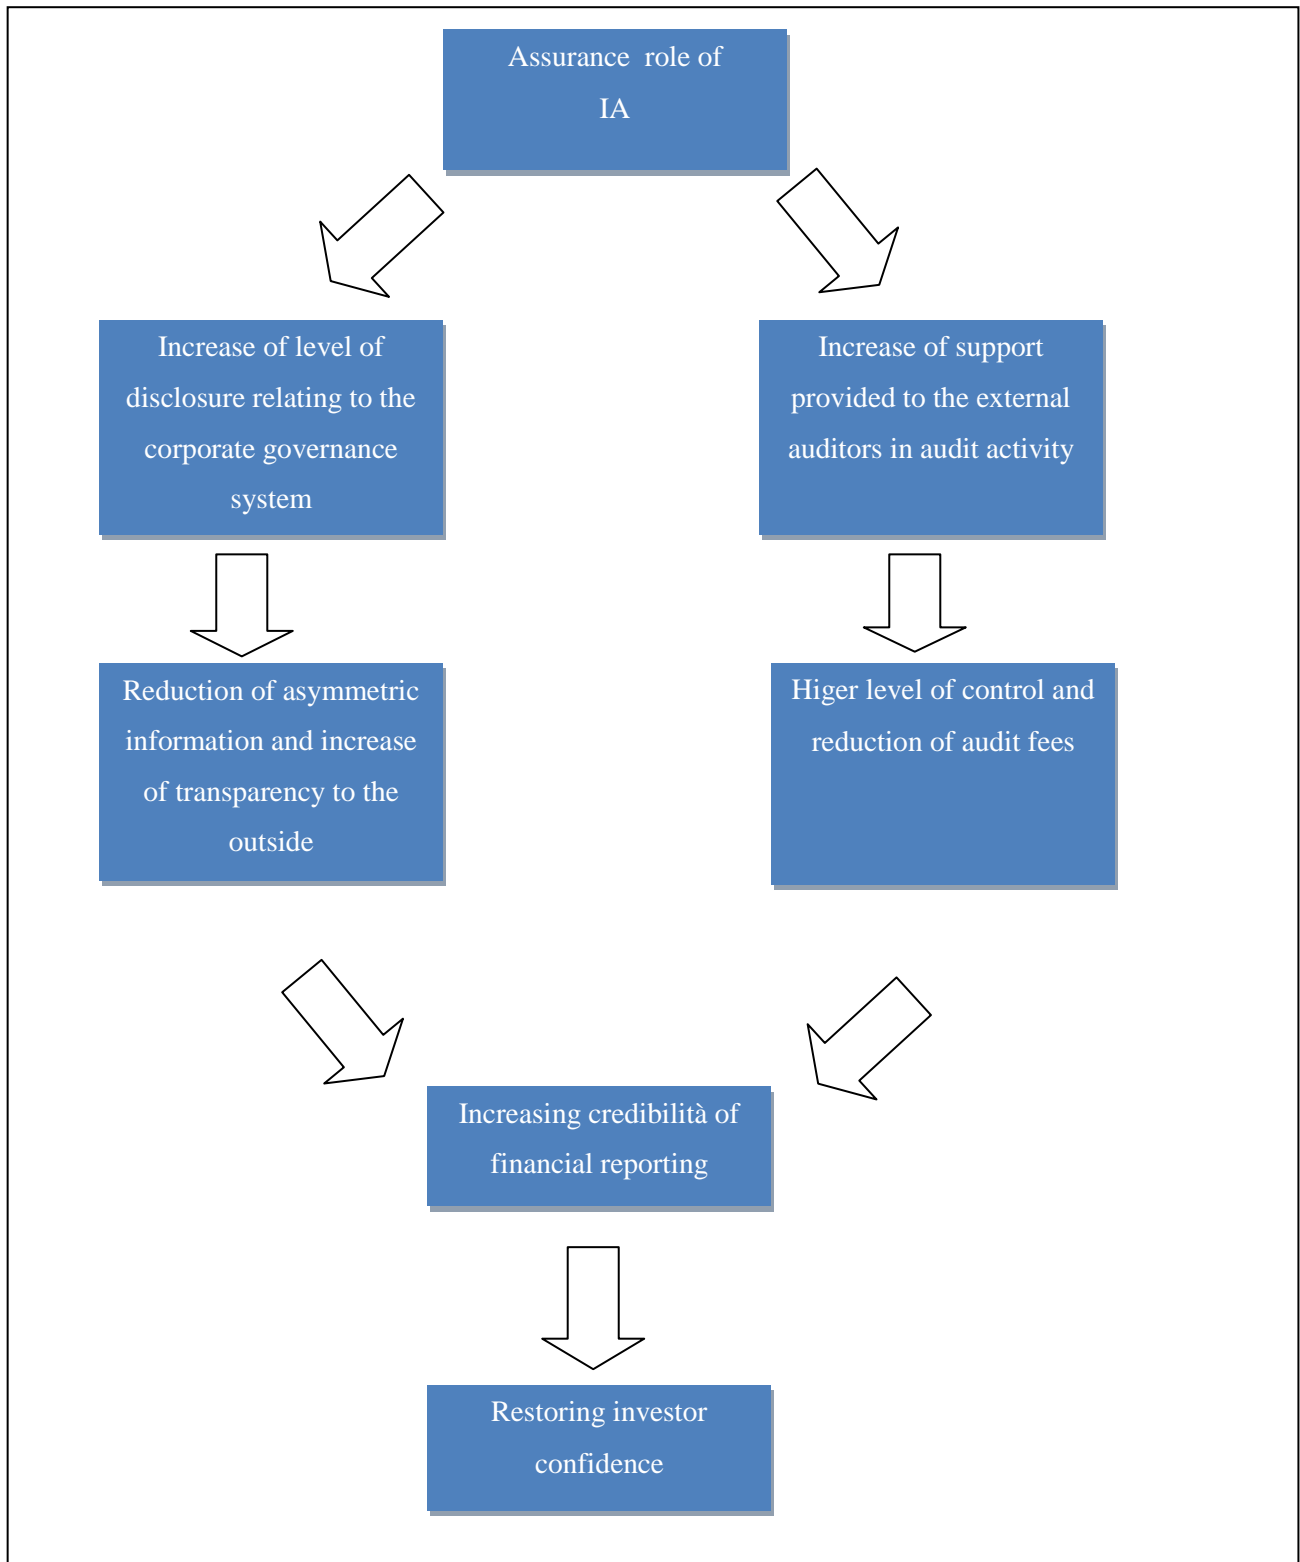 Assurance role of
IA
Increase of level of
disclosure relating to the
corporate governance
system
Increase of support
provided to the external
auditors in audit activity
Reduction of asymmetric
information and increase
of transparency to the
outside
Higer level of control and
reduction of audit fees
Increasing credibilità of
financial reporting
Restoring investor
confidence